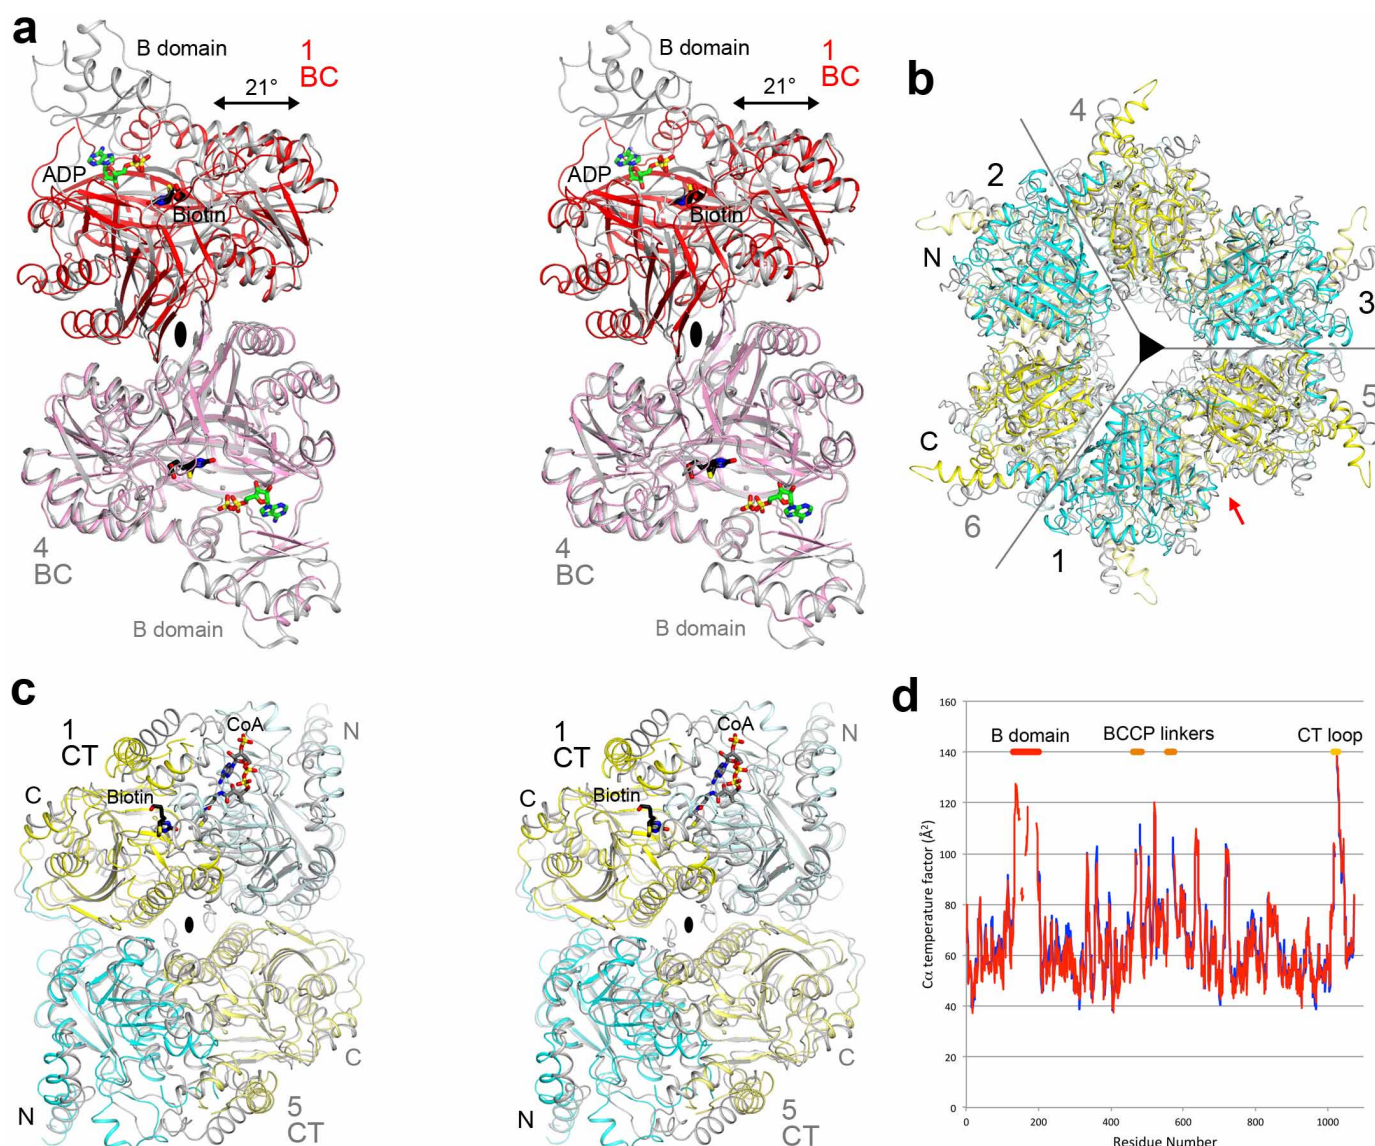 a
B domain
1
BC
21°
ADP
Biotin
4
BC
B domain
B domain
1
BC
21°
ADP
Biotin
4
BC
B domain
b
4
2
N
3
5
C
6
1
c
1
CT
CoA
N
C
Biotin
C
N
5
CT
1
CT
CoA
N
C
Biotin
C
N
5
CT
d
160
140
120
100
80
60
40
20
0
B domain
BCCP linkers
CT loop
Cα temperature factor (Å²)
0 200 400 600 800 1000
Residue Number